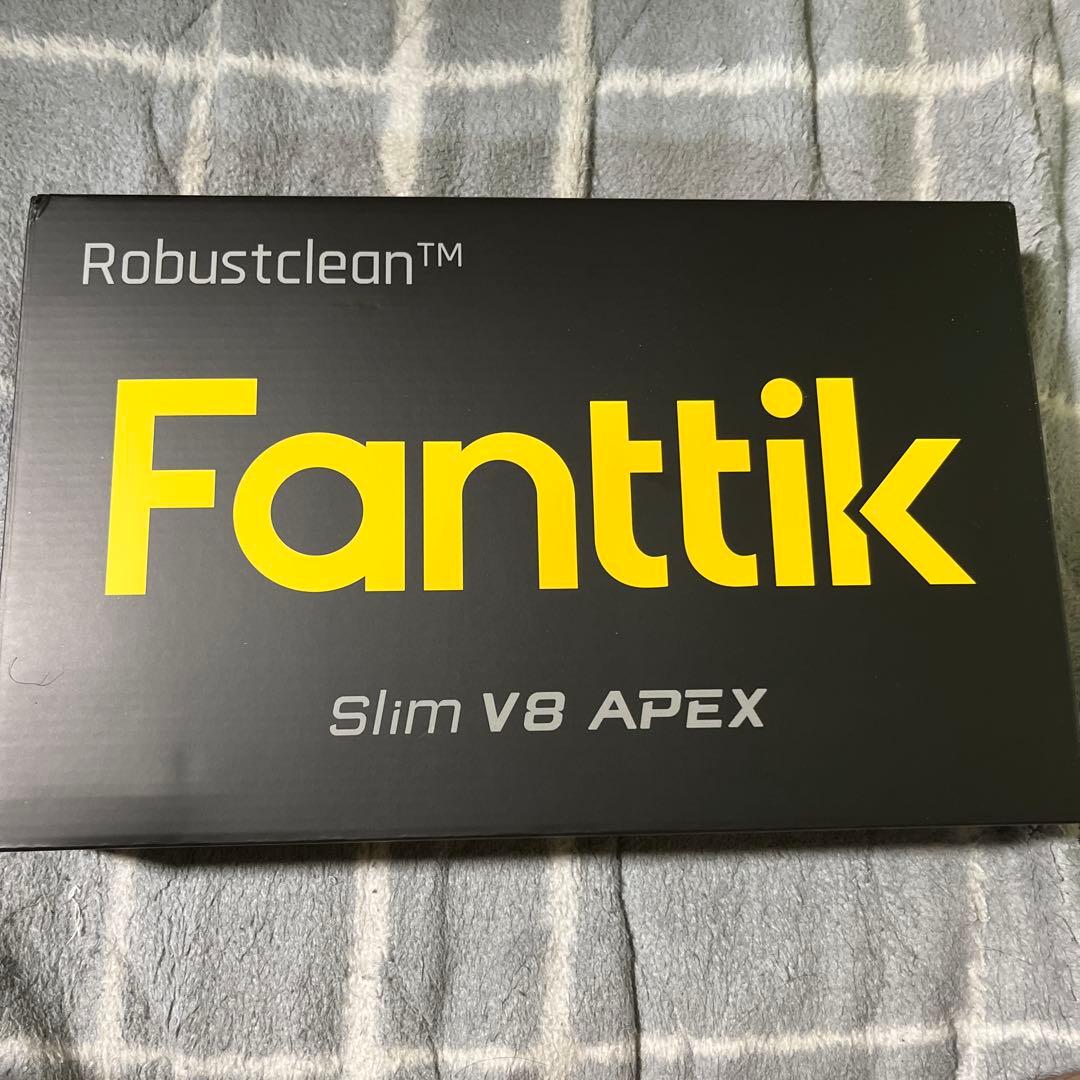 Robustclean™
Fanttik
Slim V8 APEX